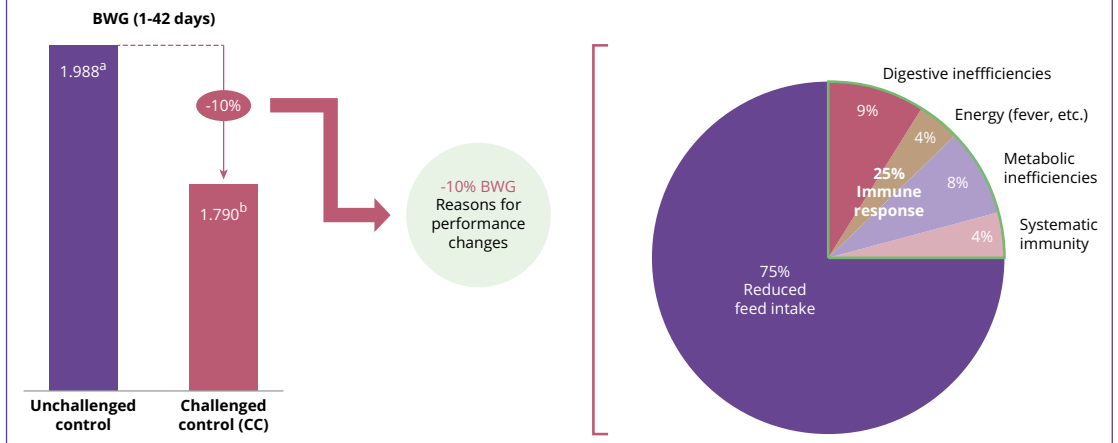 BWG (1-42 days)
1.988a
-10%
1.790b
Unchallenged
control
Challenged
control (CC)
-10% BWG
Reasons for
performance
changes
Digestive ineffficiencies
9%
Energy (fever, etc.)
4%
Metabolic
inefficiencies
8%
25%
Immune
response
Systematic
immunity
4%
75%
Reduced
feed intake